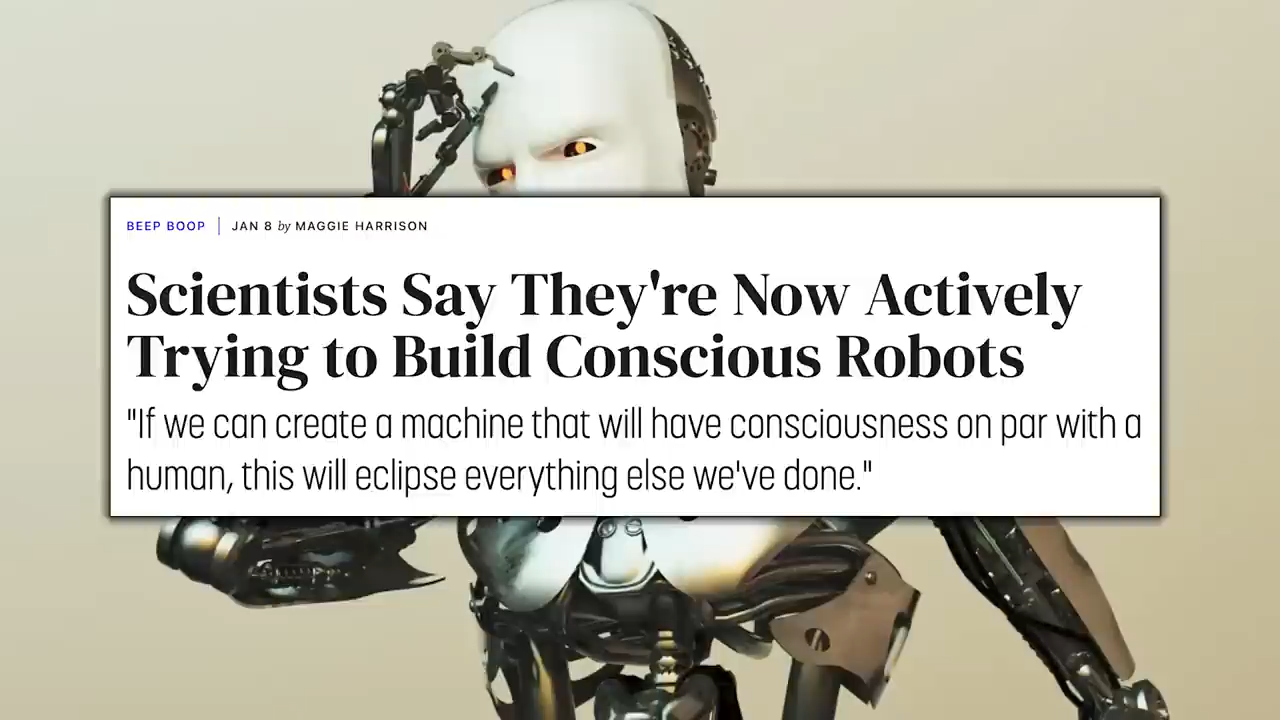 BEEP BOOP | JAN 8 by MAGGIE HARRISON
Scientists Say They're Now Actively
Trying to Build Conscious Robots
"If we can create a machine that will have consciousness on par with a
human, this will eclipse everything else we've done."